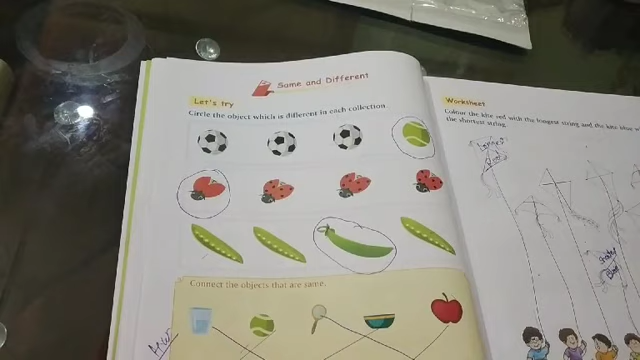 Same and Different
Let's try
Circle the object which is different in each collection.
Connect the objects that are same.
Worksheet
Colour the kite red with the longest string and the kite blue
the shortest string.